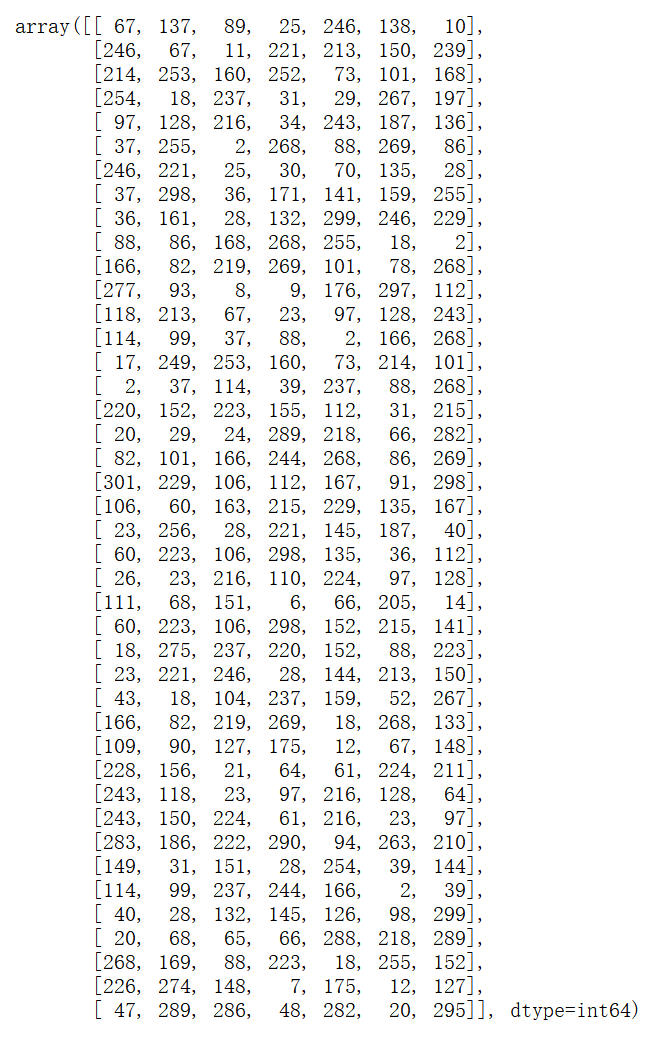 array([[ 67, 137,  89,  25, 246, 138,  10],
       [246,  67,  11, 221, 213, 150, 239],
       [214, 253, 160, 252,  73, 101, 168],
       [254,  18, 237,  31,  29, 267, 197],
       [ 97, 128, 216,  34, 243, 187, 136],
       [ 37, 255,   2, 268,  88, 269,  86],
       [246, 221,  25,  30,  70, 135,  28],
       [ 37, 298,  36, 171, 141, 159, 255],
       [ 36, 161,  28, 132, 299, 246, 229],
       [ 88,  86, 168, 268, 255,  18,   2],
       [166,  82, 219, 269, 101,  78, 268],
       [277,  93,   8,   9, 176, 297, 112],
       [118, 213,  67,  23,  97, 128, 243],
       [114,  99,  37,  88,   2, 166, 268],
       [ 17, 249, 253, 160,  73, 214, 101],
       [  2,  37, 114,  39, 237,  88, 268],
       [220, 152, 223, 155, 112,  31, 215],
       [ 20,  29,  24, 289, 218,  66, 282],
       [ 82, 101, 166, 244, 268,  86, 269],
       [301, 229, 106, 112, 167,  91, 298],
       [106,  60, 163, 215, 229, 135, 167],
       [ 23, 256,  28, 221, 145, 187,  40],
       [ 60, 223, 106, 298, 135,  36, 112],
       [ 26,  23, 216, 110, 224,  97, 128],
       [111,  68, 151,   6,  66, 205,  14],
       [ 60, 223, 106, 298, 152, 215, 141],
       [ 18, 275, 237, 220, 152,  88, 223],
       [ 23, 221, 246,  28, 144, 213, 150],
       [ 43,  18, 104, 237, 159,  52, 267],
       [166,  82, 219, 269,  18, 268, 133],
       [109,  90, 127, 175,  12,  67, 148],
       [228, 156,  21,  64,  61, 224, 211],
       [243, 118,  23,  97, 216, 128,  64],
       [243, 150, 224,  61, 216,  23,  97],
       [283, 186, 222, 290,  94, 263, 210],
       [149,  31, 151,  28, 254,  39, 144],
       [114,  99, 237, 244, 166,   2,  39],
       [ 40,  28, 132, 145, 126,  98, 299],
       [ 20,  68,  65,  66, 288, 218, 289],
       [268, 169,  88, 223,  18, 255, 152],
       [226, 274, 148,   7, 175,  12, 127],
       [ 47, 289, 286,  48, 282,  20, 295]], dtype=int64)